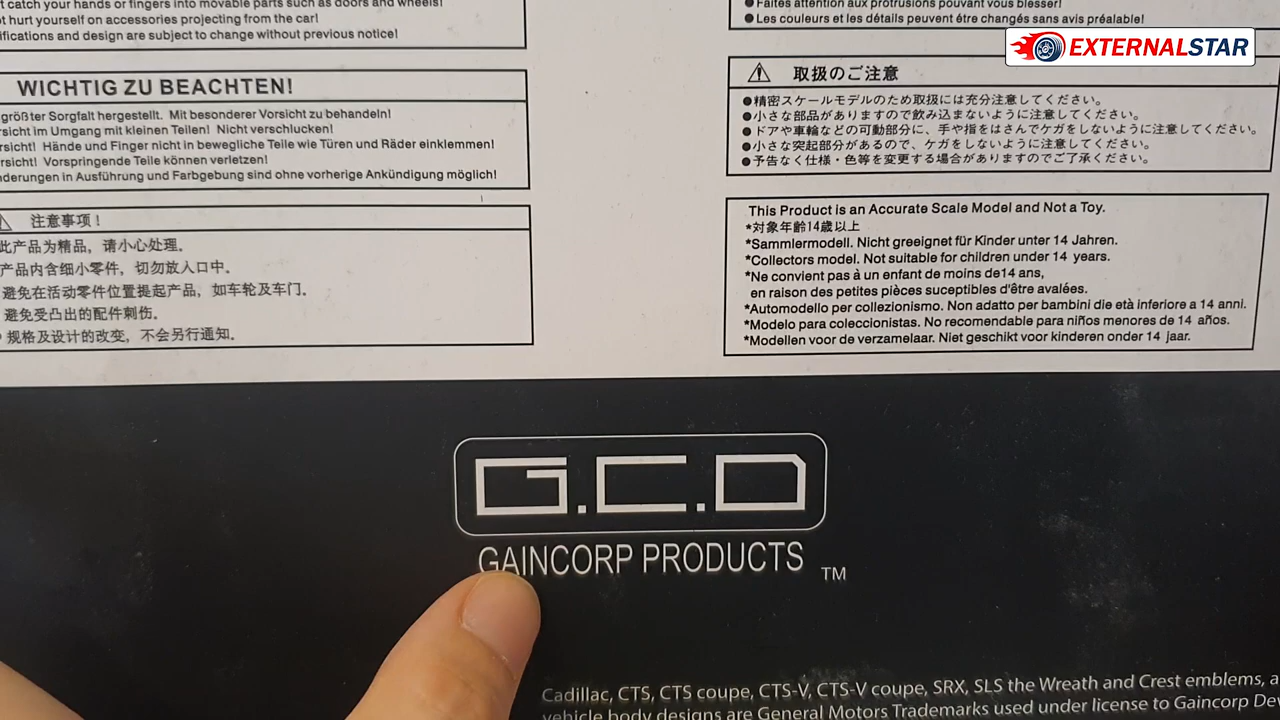 t catch your hands or fingers into movable parts such as doors and wheels!
t hurt yourself on accessories projecting from the car!
ifications and design are subject to change without previous notice!
Faites attention aux protrusions pouvant vous blesser!
Les couleurs et les détails peuvent étre changés sans avis préalable!
EXTERNALSTAR
WICHTIG ZU BEACHTEN!
größter Sorgfalt hergestellt. Mit besonderer Vorsicht zu behandeln!
rsicht im Umgang mit kleinen Teilen! Nicht verschlucken!
rsicht! Hände und Finger nicht in bewegliche Teile wie Türen und Räder einklemmen!
rsicht! Vorspringende Teile können verletzen!
nderungen in Ausführung und Farbgebung sind ohne vorherige Ankündigung möglich!
取扱のご注意
●精密スケールモデルのため取扱には充分注意してください。
●小さな部品がありますので飲み込まないように注意してください。
●ドアや車輪などの可動部分に、手や指をはさんでケガをしないように注意してください。
●小さな突起部分があるので、ケガをしないように注意してください。
●予告なく仕様・色等を変更する場合がありますのでご了承ください。
注意事项！
此产品为精品，请小心处理。
产品内含细小零件，切勿放入口中。
避免在活动零件位置提起产品，如车轮及车门。
避免受凸出的配件刺伤。
规格及设计的改变，不会另行通知。
This Product is an Accurate Scale Model and Not a Toy.
*対象年齢14歳以上
*Sammlermodell. Nicht greeignet für Kinder unter 14 Jahren.
*Collectors model. Not suitable for children under 14 years.
*Ne convient pas à un enfant de moins de14 ans,
en raison des petites pièces suceptibles d'être avalées.
*Automodello per collezionismo. Non adatto per bambini die età inferiore a 14 anni.
*Modelo para coleccionistas. No recomendable para niños menores de 14 años.
*Modellen voor de verzamelaar. Niet geschikt voor kinderen onder 14 jaar.
G.C.D
GAINCORP PRODUCTS TM
Cadillac, CTS, CTS coupe, CTS-V, CTS-V coupe, SRX, SLS the Wreath and Crest emblems, a
vehicle body designs are General Motors Trademarks used under license to Gaincorp De